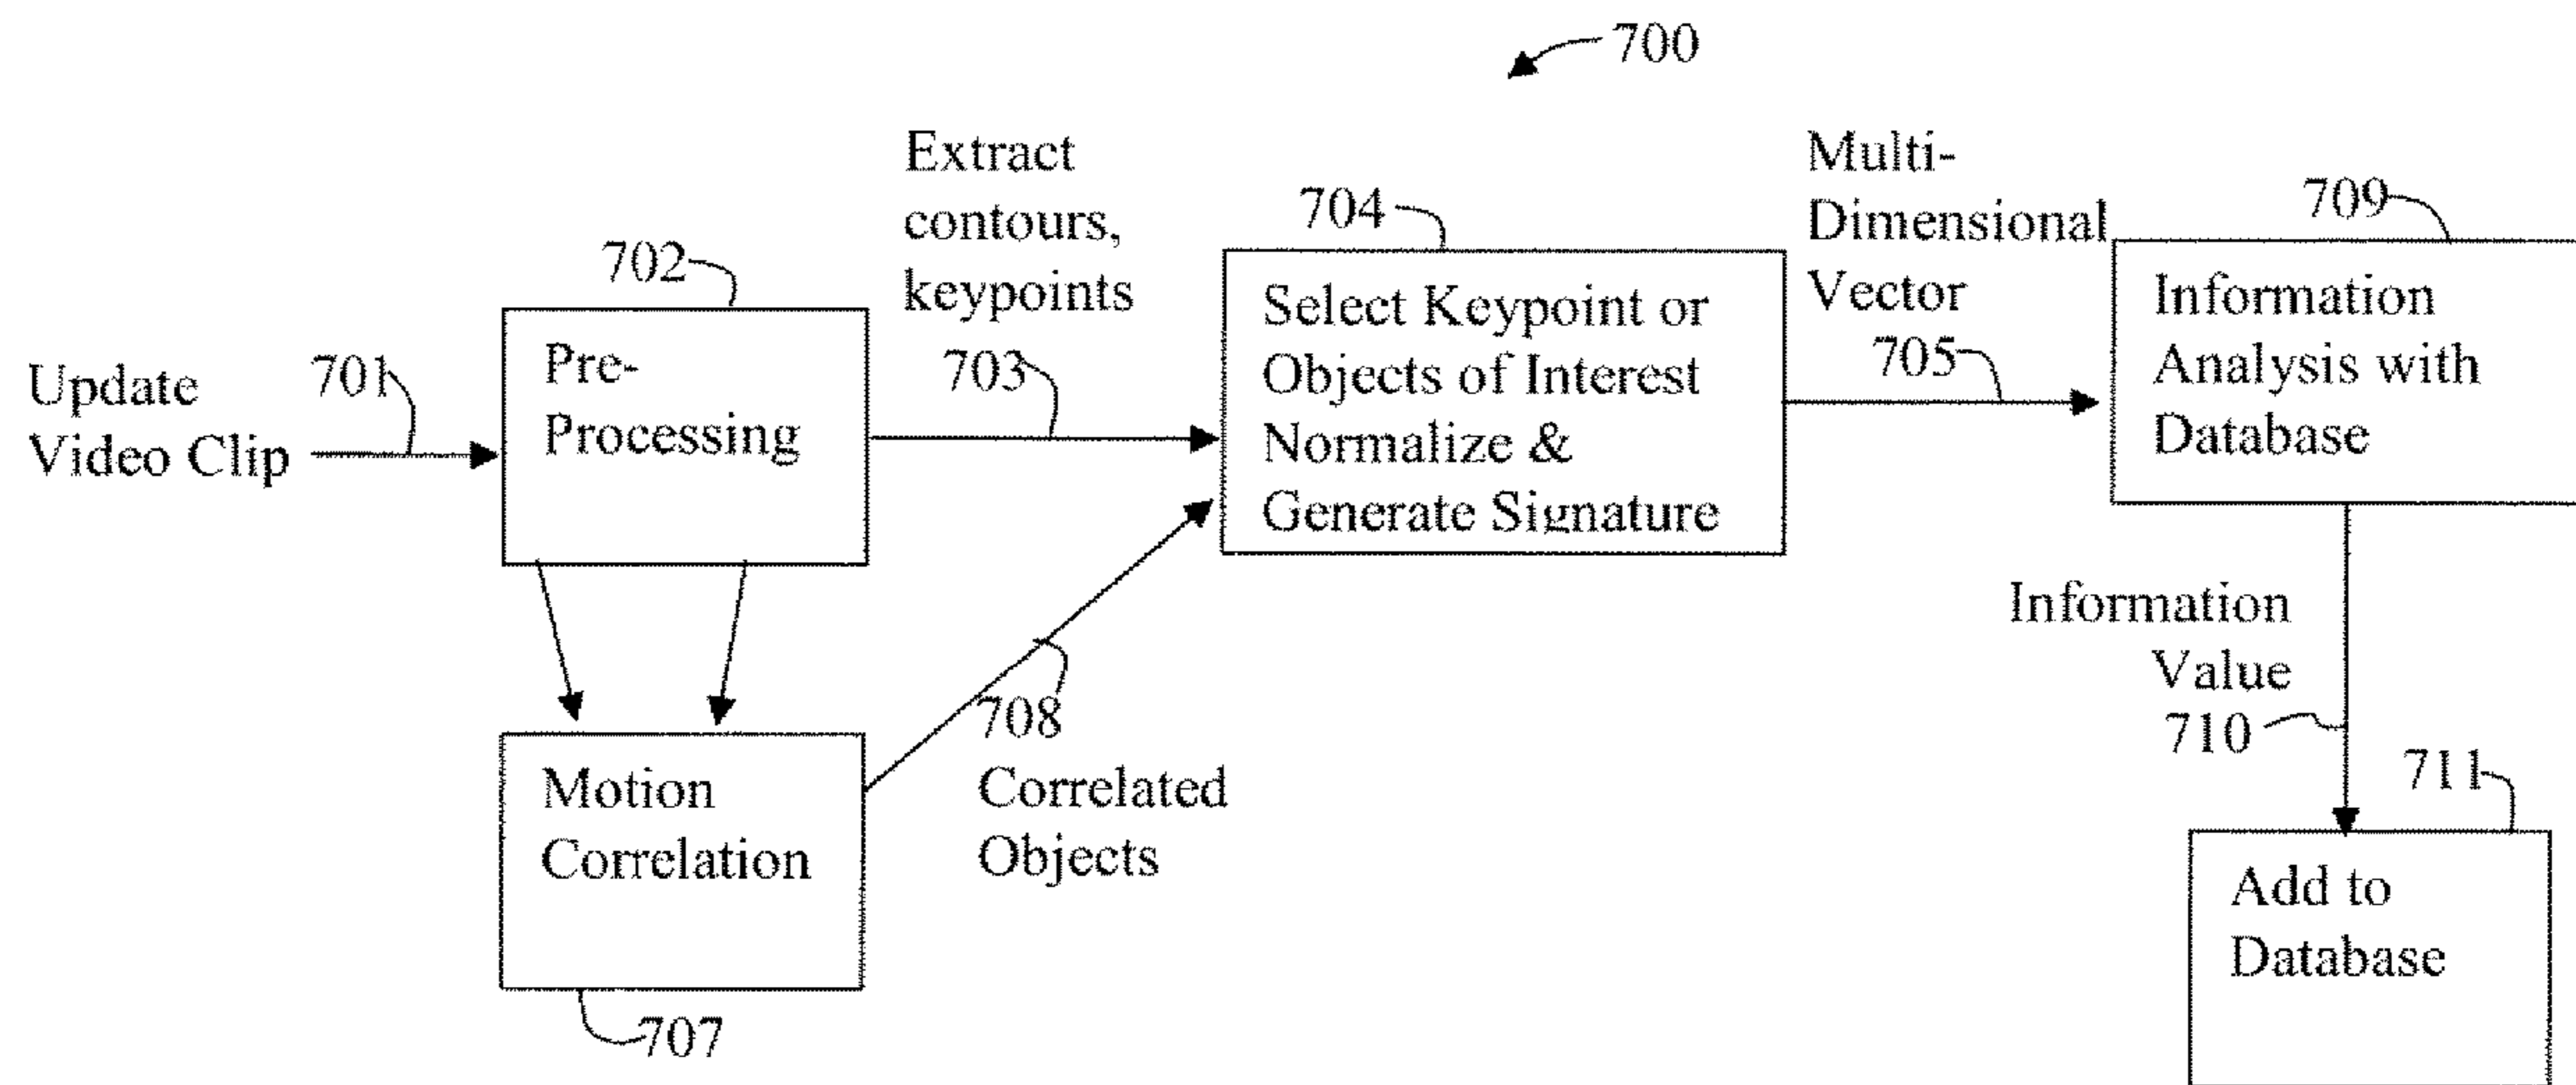 700
Update
Video Clip
701
702
Pre-
Processing
Extract
contours,
keypoints
703
704
Select Keypoint or
Objects of Interest
Normalize &
Generate Signature
Multi-
Dimensional
Vector
705
709
Information
Analysis with
Database
Motion
Correlation
707
708
Correlated
Objects
Information
Value
710
711
Add to
Database